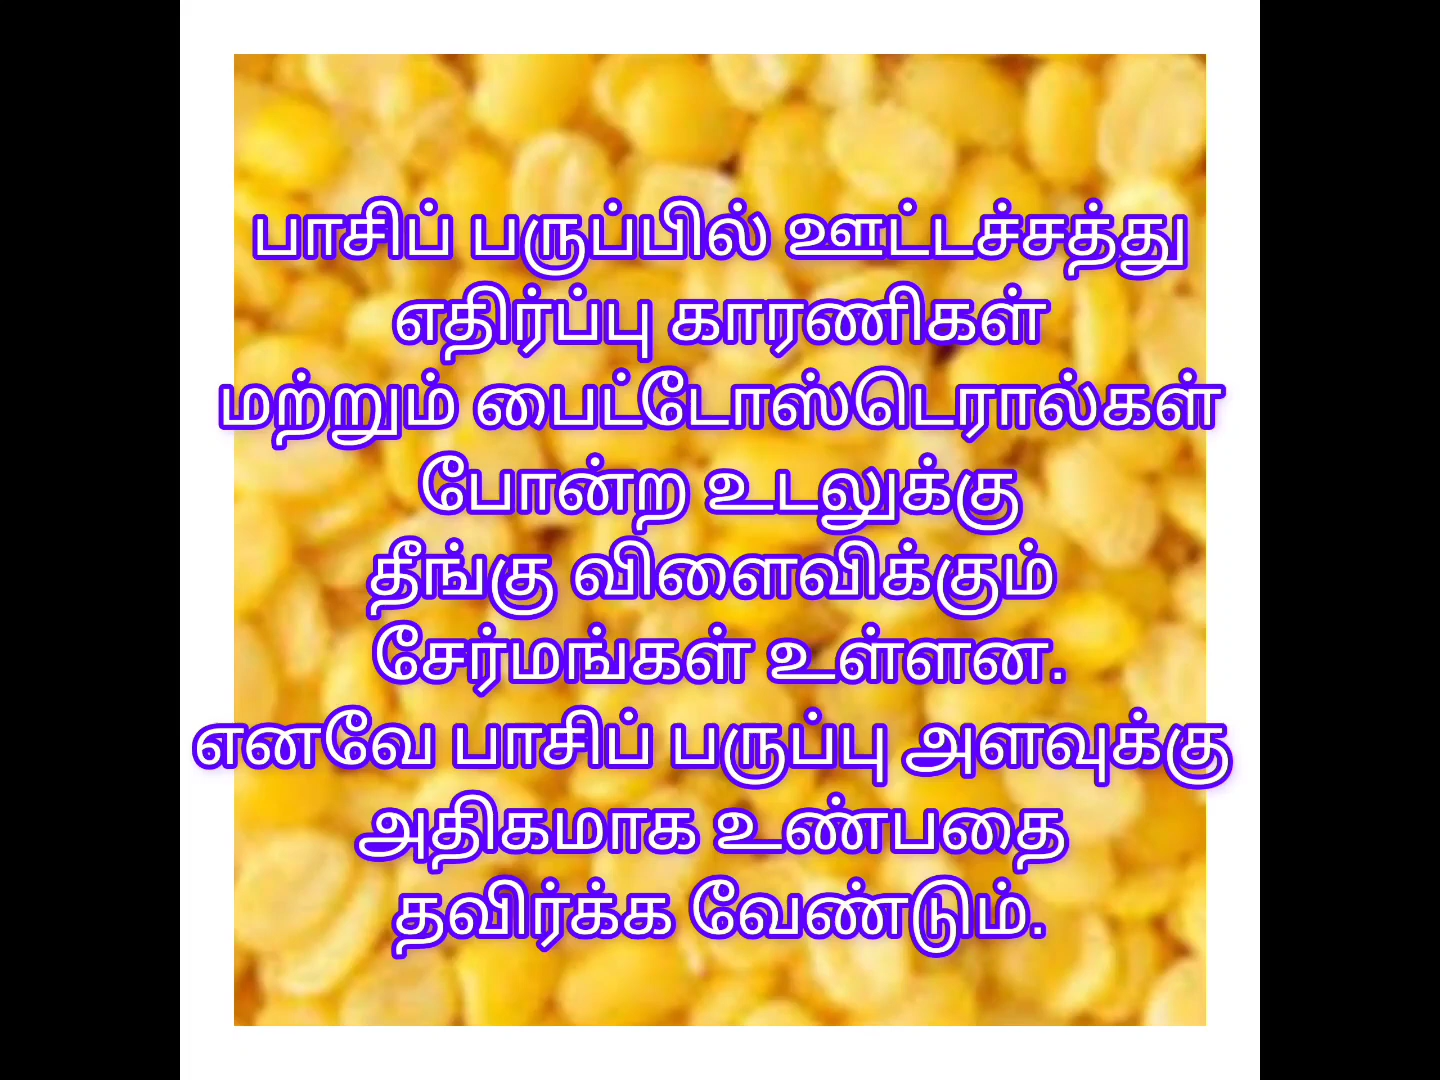 பாசிப் பருப்பில் ஊட்டச்சத்து
எதிர்ப்பு காரணிகள்
மற்றும் பைட்டோஸ்டெரால்கள்
போன்ற உடலுக்கு
தீங்கு விளைவிக்கும்
சேர்மங்கள் உள்ளன.
எனவே பாசிப் பருப்பு அளவுக்கு
அதிகமாக உண்பதை
தவிர்க்க வேண்டும்.